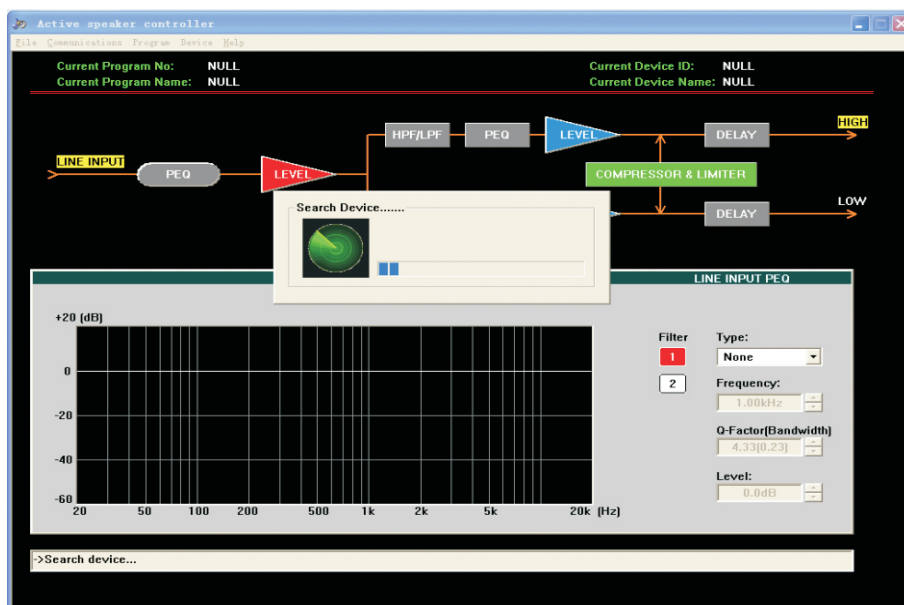 Active speaker controller
File Communications Program Device Help
Current Program No: NULL
Current Program Name: NULL
Current Device ID: NULL
Current Device Name: NULL
HIGH
HPF/LPF PEQ LEVEL DELAY
LINE INPUT
PEQ LEVEL
COMPRESSOR & LIMITER
LOW
DELAY
Search Device.......
LINE INPUT PEQ
+20 (dB)
0
-20
-40
-60
20 50 100 200 500 1k 2k 5k 20k (Hz)
Filter
1
2
Type:
None
Frequency:
1.00kHz
Q-Factor(Bandwidth)
4.33(0.23)
Level:
0.0dB
->Search device...